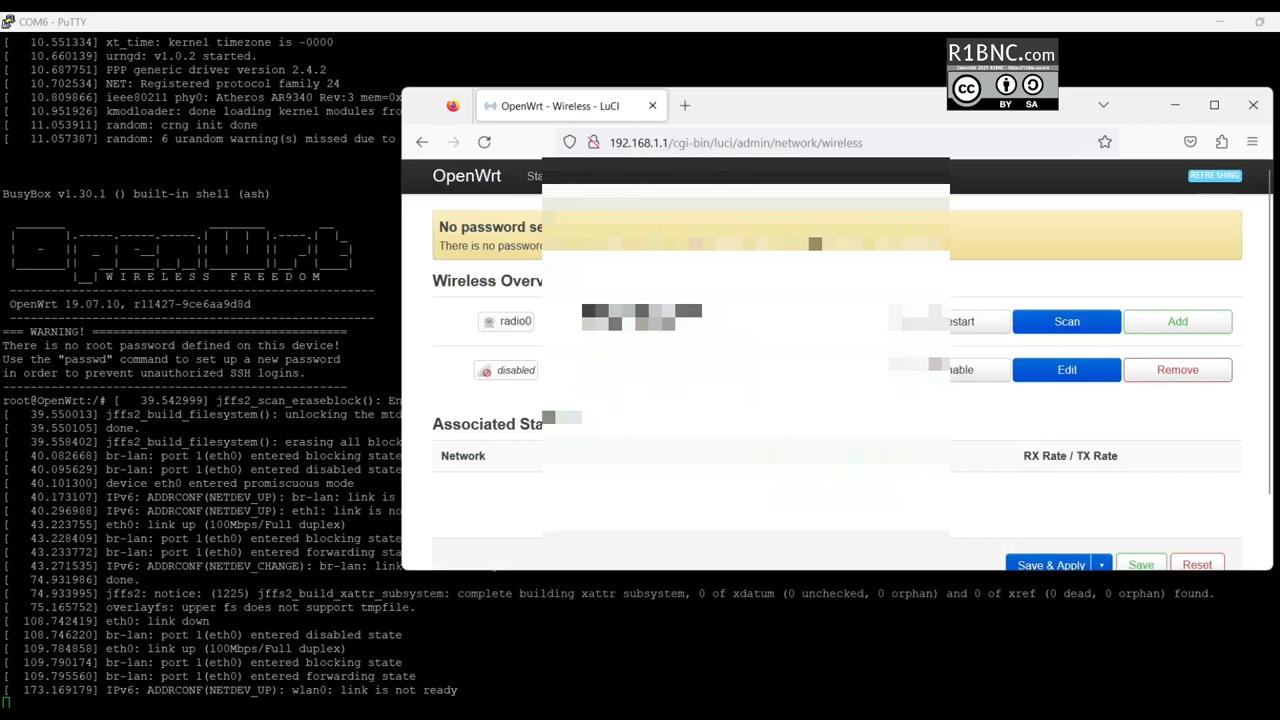 COM6 - PuTTY
[   10.551334] xt_time: kernel timezone is -0000
[   10.660139] urngd: v1.0.2 started.
[   10.687751] PPP generic driver version 2.4.2
[   10.702534] NET: Registered protocol family 24
[   10.809866] ieee80211 phy0: Atheros AR9340 Rev:3 mem=0x
[   10.951926] kmodloader: done loading kernel modules from
[   11.053911] random: crng init done
[   11.057387] random: 6 urandom warning(s) missed due to
BusyBox v1.30.1 () built-in shell (ash)
OpenWrt
W I R E L E S S   F R E E D O M
OpenWrt 19.07.10, r11427-9ce6aa9d8d
=== WARNING! =====================================
There is no root password defined on this device!
Use the "passwd" command to set up a new password
in order to prevent unauthorized SSH logins.
root@OpenWrt:/# [   39.542999] jffs2_scan_eraseblock(): En
[   39.550013] jffs2_build_filesystem(): unlocking the mtd
[   39.550105] done.
[   39.558402] jffs2_build_filesystem(): erasing all block
[   40.082668] br-lan: port 1(eth0) entered blocking state
[   40.095629] br-lan: port 1(eth0) entered disabled state
[   40.101300] device eth0 entered promiscuous mode
[   40.173107] IPv6: ADDRCONF(NETDEV_UP): br-lan: link is
[   40.296988] IPv6: ADDRCONF(NETDEV_UP): eth1: link is no
[   43.223755] eth0: link up (100Mbps/Full duplex)
[   43.228409] br-lan: port 1(eth0) entered blocking state
[   43.233772] br-lan: port 1(eth0) entered forwarding state
[   43.271535] IPv6: ADDRCONF(NETDEV_CHANGE): br-lan: link
[   74.931986] done.
[   74.933995] jffs2: notice: (1225) jffs2_build_xattr_subsystem: complete building xattr subsystem, 0 of xdatum (0 unchecked, 0 orphan) and 0 of xref (0 dead, 0 orphan) found.
[   75.165752] overlayfs: upper fs does not support tmpfile.
[  108.742419] eth0: link down
[  108.746220] br-lan: port 1(eth0) entered disabled state
[  109.784858] eth0: link up (100Mbps/Full duplex)
[  109.790174] br-lan: port 1(eth0) entered blocking state
[  109.795560] br-lan: port 1(eth0) entered forwarding state
[  173.169179] IPv6: ADDRCONF(NETDEV_UP): wlan0: link is not ready
R1BNC.com
cc BY SA
OpenWrt - Wireless - LuCI
192.168.1.1/cgi-bin/luci/admin/network/wireless
OpenWrt Sta REFRESHING
No password se
There is no password
Wireless Overv
radio0 estart Scan Add
disabled nable Edit Remove
Associated Sta
Network RX Rate / TX Rate
Save & Apply Save Reset